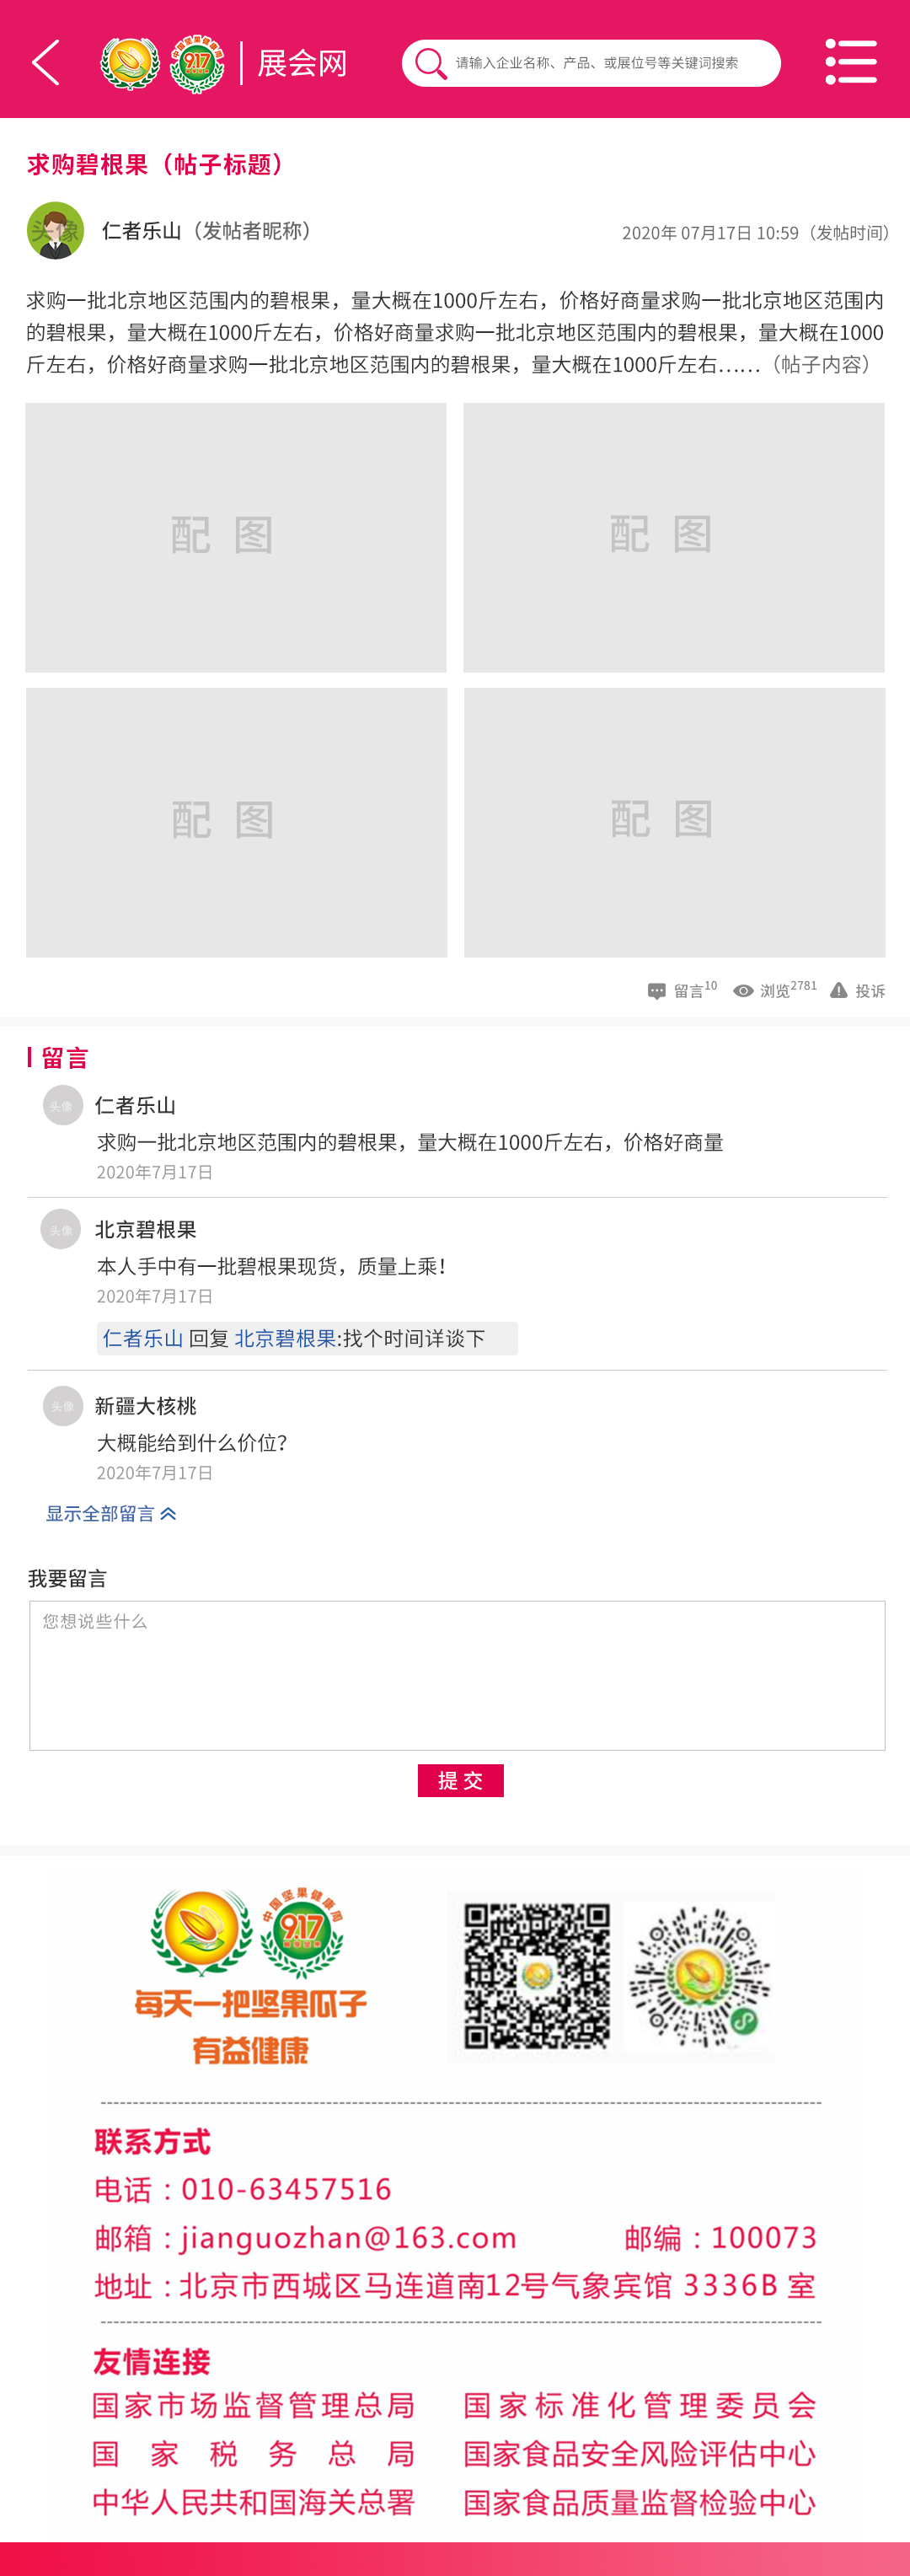 中国坚果健康周
917
展会网
请输入企业名称、产品、或展位号等关键词搜索
求购碧根果（帖子标题）
头像
仁者乐山（发帖者昵称）
2020年 07月17日 10:59（发帖时间）
求购一批北京地区范围内的碧根果，量大概在1000斤左右，价格好商量求购一批北京地区范围内
的碧根果，量大概在1000斤左右，价格好商量求购一批北京地区范围内的碧根果，量大概在1000
斤左右，价格好商量求购一批北京地区范围内的碧根果，量大概在1000斤左右……（帖子内容）
配 图
配 图
配 图
配 图
留言10 浏览2781 投诉
留言
头像
仁者乐山
求购一批北京地区范围内的碧根果，量大概在1000斤左右，价格好商量
2020年7月17日
头像
北京碧根果
本人手中有一批碧根果现货，质量上乘！
2020年7月17日
仁者乐山 回复 北京碧根果:找个时间详谈下
头像
新疆大核桃
大概能给到什么价位？
2020年7月17日
显示全部留言
我要留言
您想说些什么
提 交
中国坚果健康周
917
每天一把坚果瓜子
有益健康
联系方式
电话：010-63457516
邮箱：jianguozhan@163.com 邮编：100073
地址：北京市西城区马连道南12号气象宾馆 3336B 室
友情连接
国家市场监督管理总局 国家标准化管理委员会
国家税务总局 国家食品安全风险评估中心
中华人民共和国海关总署 国家食品质量监督检验中心